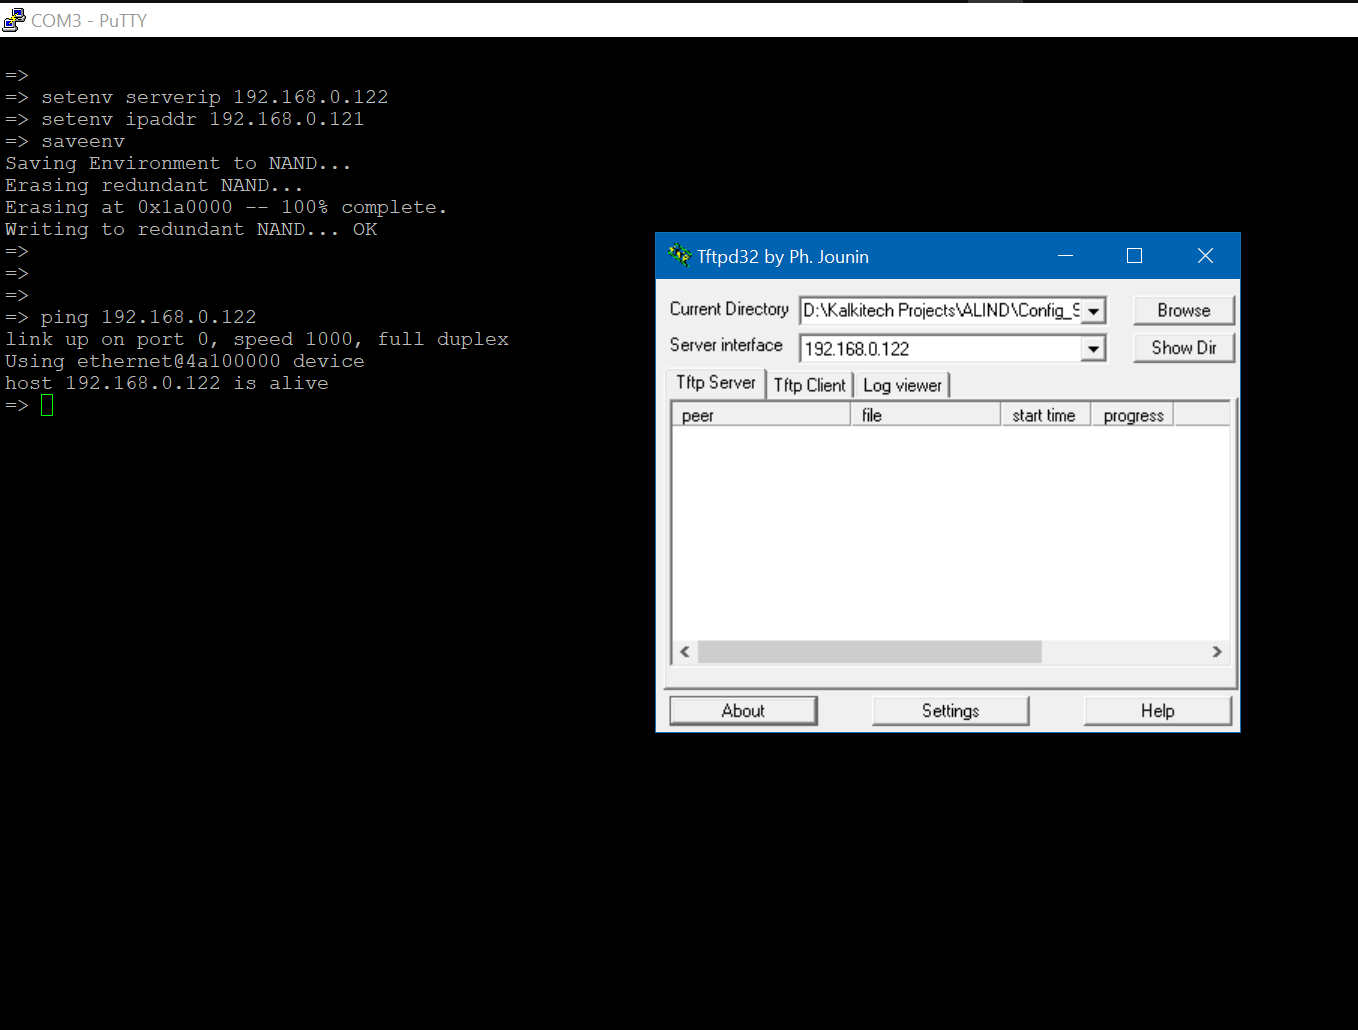 COM3 - PuTTY
=>
=> setenv serverip 192.168.0.122
=> setenv ipaddr 192.168.0.121
=> saveenv
Saving Environment to NAND...
Erasing redundant NAND...
Erasing at 0x1a0000 -- 100% complete.
Writing to redundant NAND... OK
=>
=>
=>
=> ping 192.168.0.122
link up on port 0, speed 1000, full duplex
Using ethernet@4a100000 device
host 192.168.0.122 is alive
=>
Tftpd32 by Ph. Jounin
Current Directory D:\Kalkitech Projects\ALIND\Config_S Browse
Server interface 192.168.0.122 Show Dir
Tftp Server Tftp Client Log viewer
peer file start time progress
About Settings Help